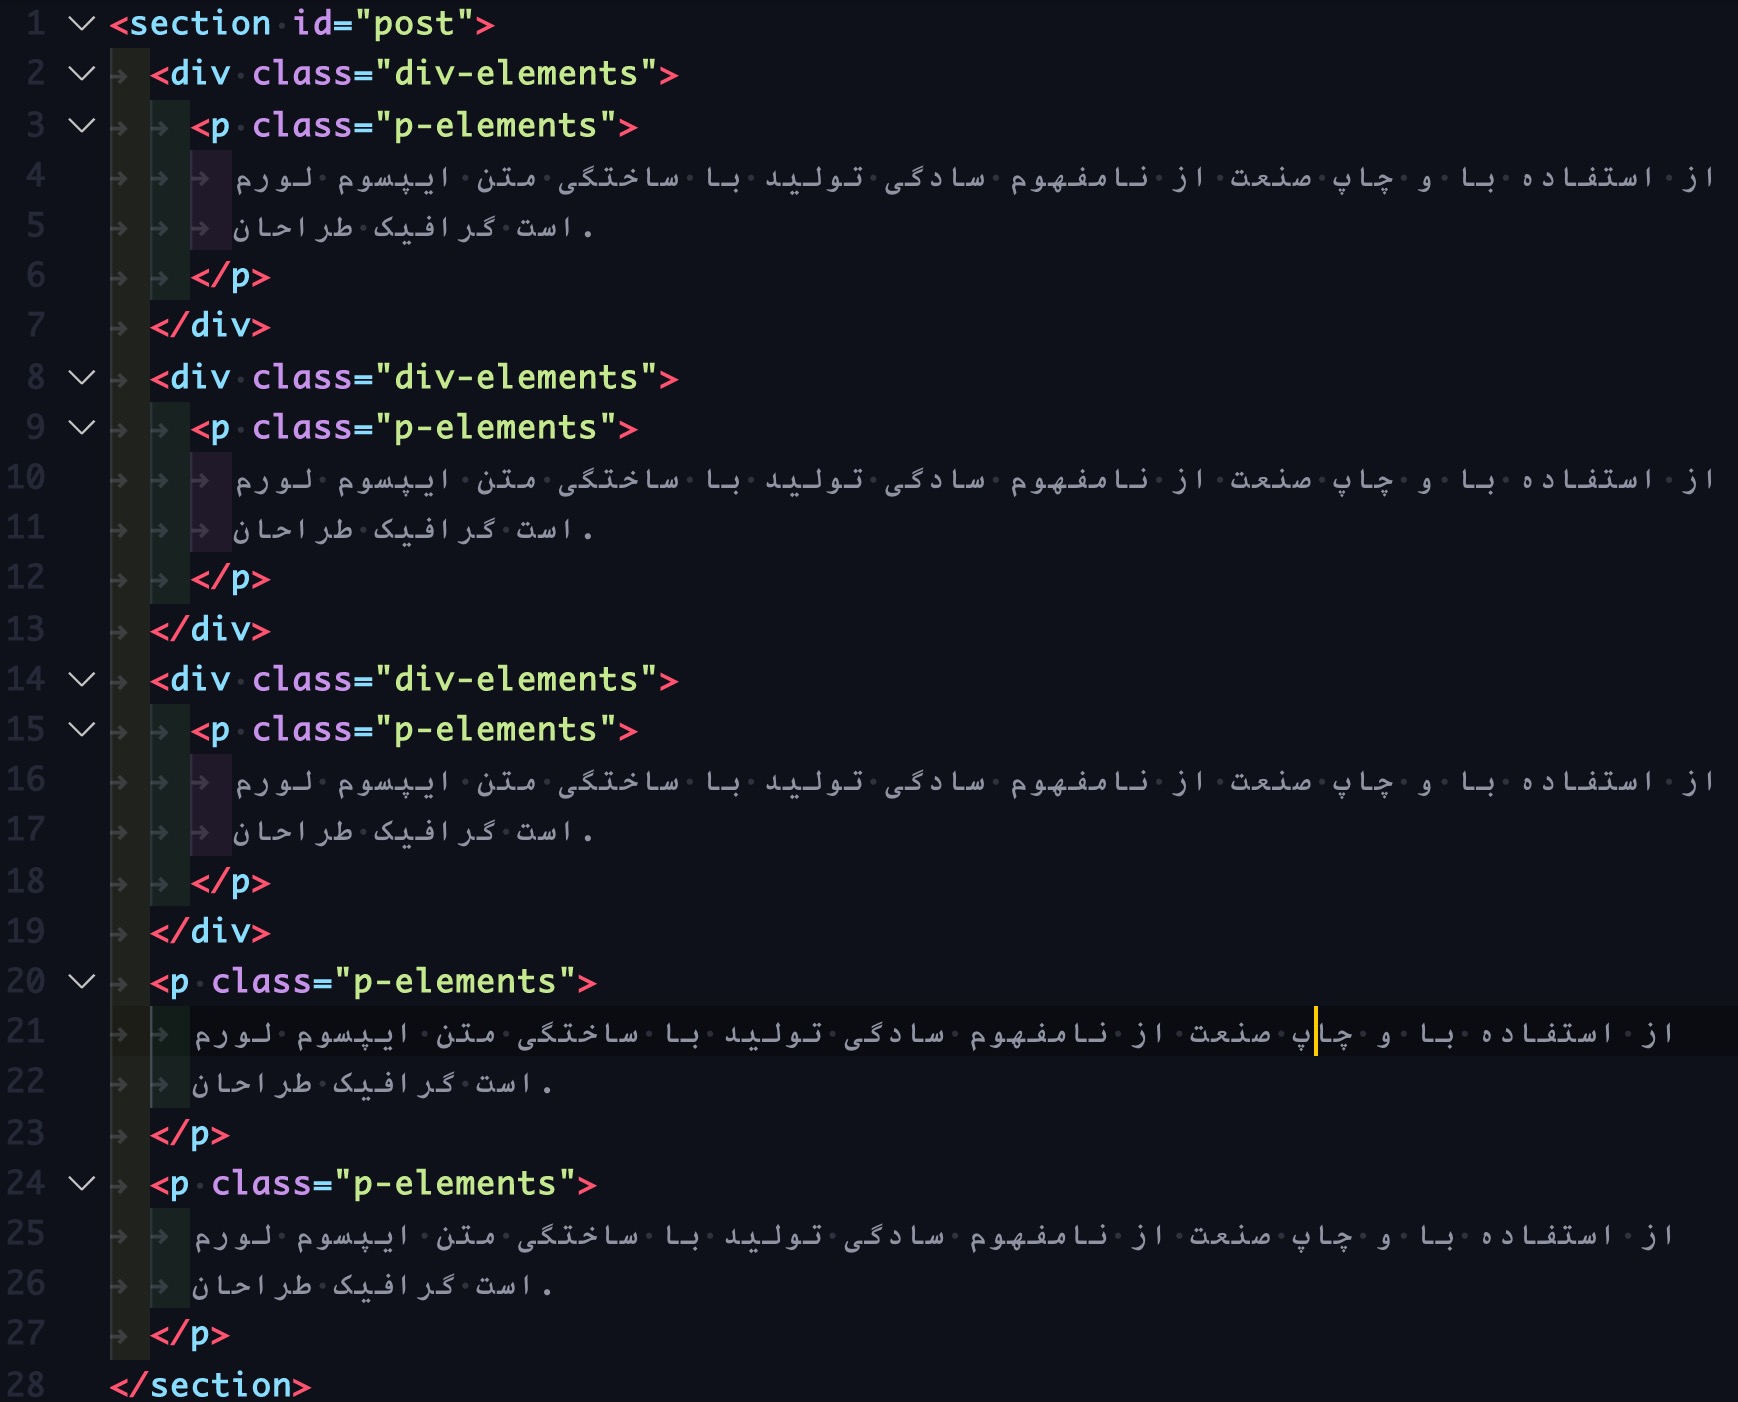 1 <section id="post">
2 <div class="div-elements">
3 <p class="p-elements">
4 لورم ایپسوم متن ساختگی با تولید سادگی نامفهوم از صنعت چاپ و با استفاده از
5 طراحان گرافیک است.
6 </p>
7 </div>
8 <div class="div-elements">
9 <p class="p-elements">
10 لورم ایپسوم متن ساختگی با تولید سادگی نامفهوم از صنعت چاپ و با استفاده از
11 طراحان گرافیک است.
12 </p>
13 </div>
14 <div class="div-elements">
15 <p class="p-elements">
16 لورم ایپسوم متن ساختگی با تولید سادگی نامفهوم از صنعت چاپ و با استفاده از
17 طراحان گرافیک است.
18 </p>
19 </div>
20 <p class="p-elements">
21 لورم ایپسوم متن ساختگی با تولید سادگی نامفهوم از صنعت چاپ و با استفاده از
22 طراحان گرافیک است.
23 </p>
24 <p class="p-elements">
25 لورم ایپسوم متن ساختگی با تولید سادگی نامفهوم از صنعت چاپ و با استفاده از
26 طراحان گرافیک است.
27 </p>
28 </section>